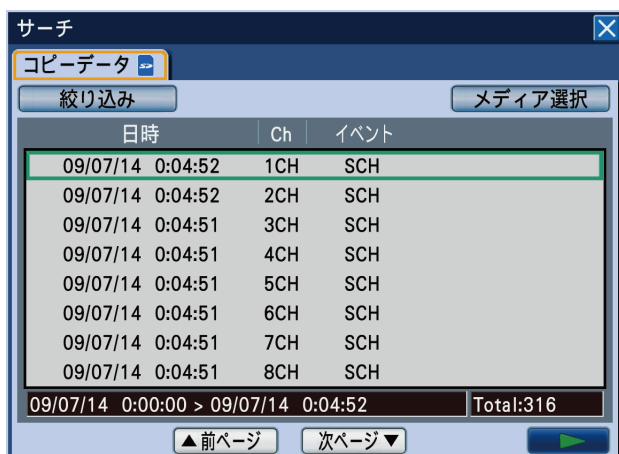 サーチ
コピーデータ SD
絞り込み メディア選択
日時 Ch イベント
09/07/14 0:04:52 1CH SCH
09/07/14 0:04:52 2CH SCH
09/07/14 0:04:51 3CH SCH
09/07/14 0:04:51 4CH SCH
09/07/14 0:04:51 5CH SCH
09/07/14 0:04:51 6CH SCH
09/07/14 0:04:51 7CH SCH
09/07/14 0:04:51 8CH SCH
09/07/14 0:00:00 > 09/07/14 0:04:52 Total:316
▲前ページ 次ページ▼